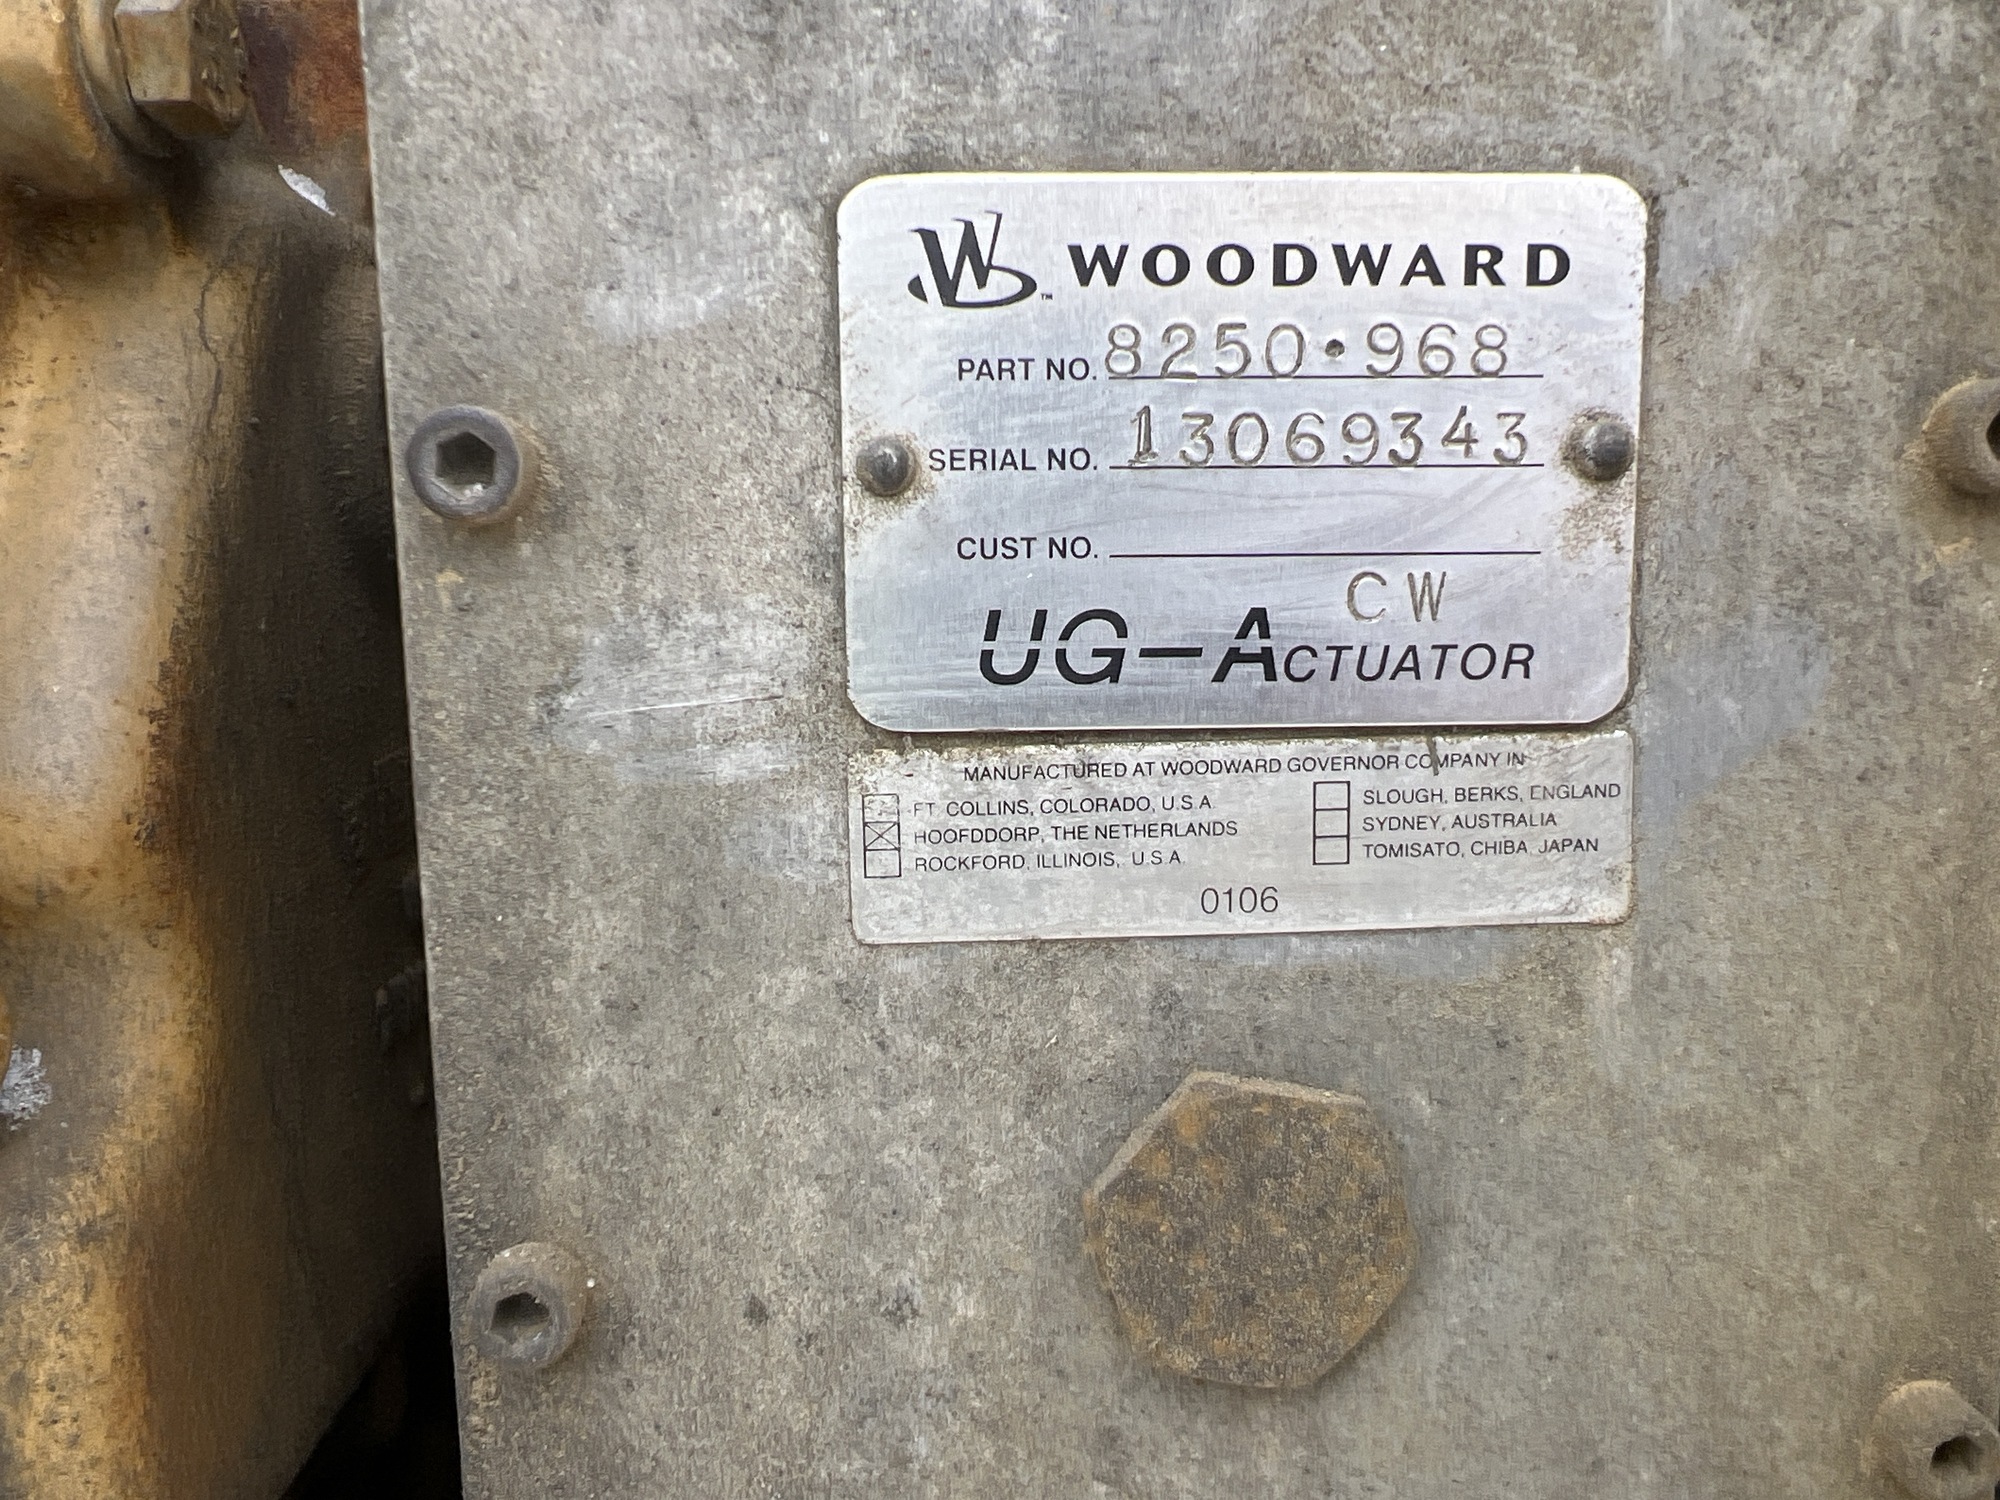 W™ WOODWARD
PART NO. 8250·968
SERIAL NO. 13069343
CUST NO.
CW
UG-ACTUATOR
MANUFACTURED AT WOODWARD GOVERNOR COMPANY IN
FT. COLLINS, COLORADO, U.S.A.
HOOFDDORP, THE NETHERLANDS
ROCKFORD, ILLINOIS, U.S.A.
SLOUGH, BERKS, ENGLAND
SYDNEY, AUSTRALIA
TOMISATO, CHIBA, JAPAN
0106